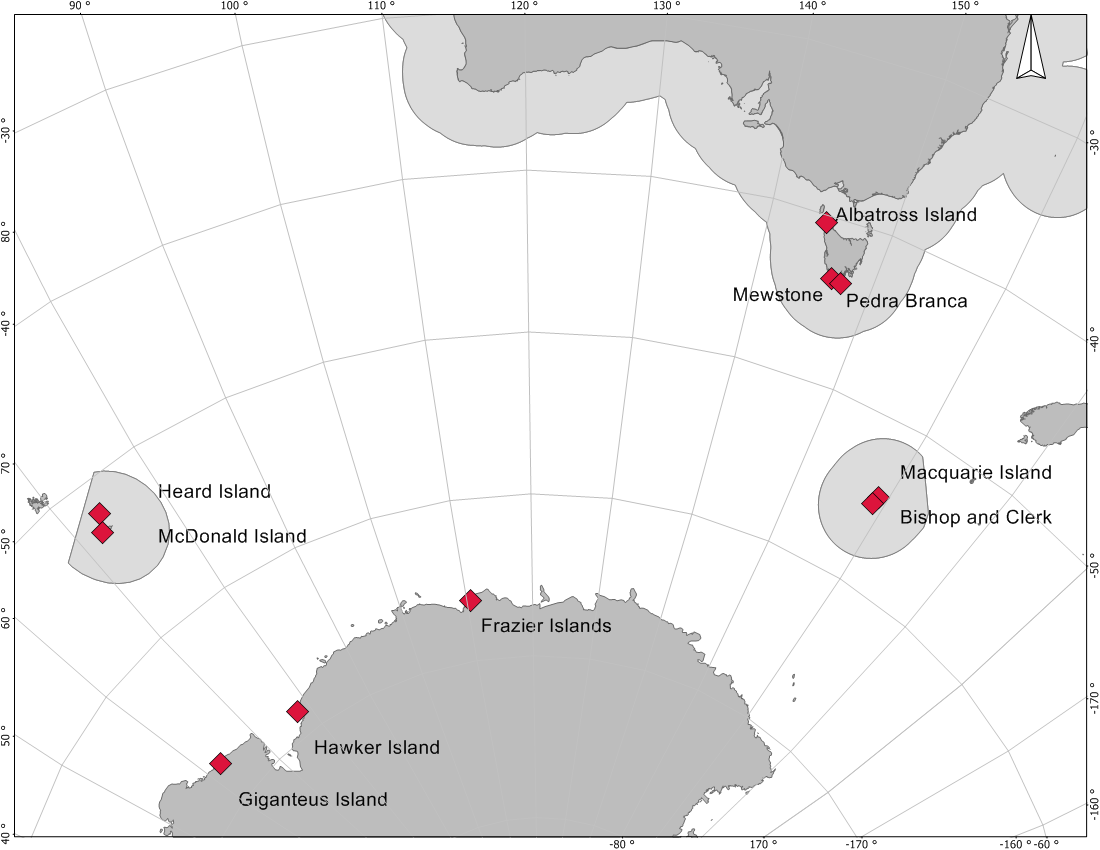 90 °
100 °
110 °
120 °
130 °
140 °
150 °
-30 °
-30 °
80 °
Albatross Island
Mewstone
Pedra Branca
-40 °
-40 °
70 °
Heard Island
Macquarie Island
McDonald Island
Bishop and Clerk
-50 °
-50 °
60 °
Frazier Islands
-170 °
50 °
Hawker Island
Giganteus Island
-160 °
40 °
-80 °
170 °
-170 °
-160 °
-60 °